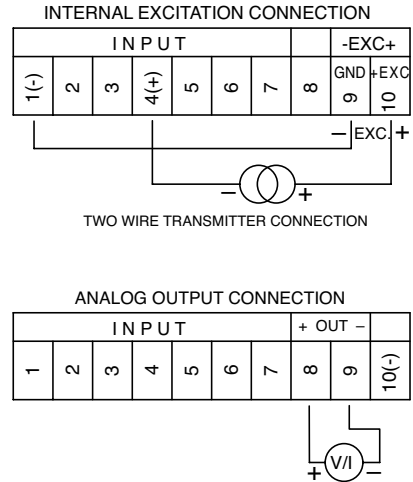 INTERNAL EXCITATION CONNECTION
INPUT -EXC+
1(-) 2 3 4(+) 5 6 7 8 GND 9 +EXC 10
− EXC. +
− +
TWO WIRE TRANSMITTER CONNECTION
ANALOG OUTPUT CONNECTION
INPUT + OUT −
1 2 3 4 5 6 7 8 9 10(-)
+ V/I −